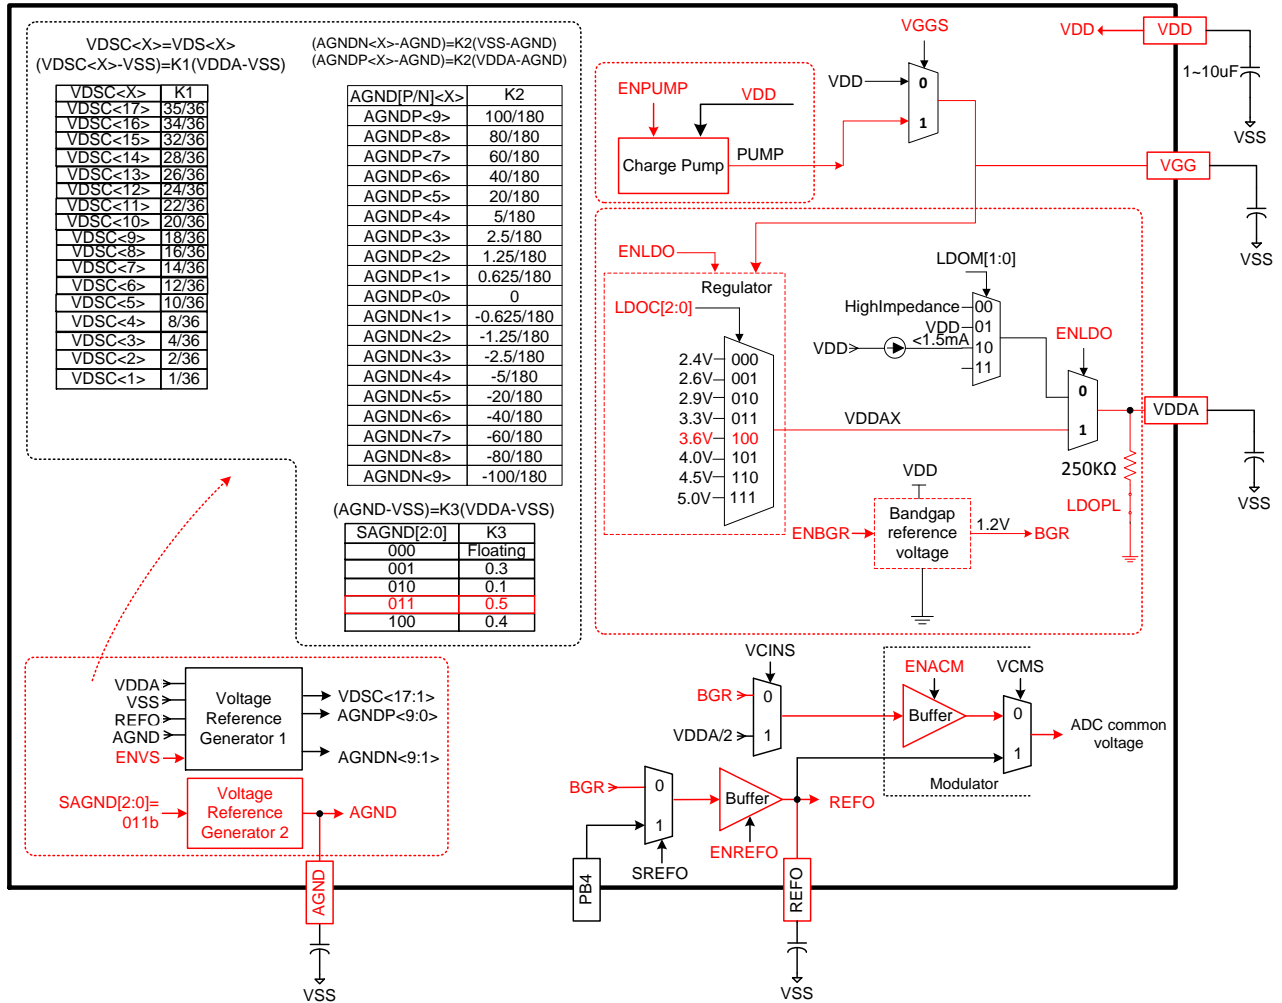 VDSC<X>=VDS<X>
(VDSC<X>-VSS)=K1(VDDA-VSS)
VDSC<X> K1
VDSC<17> 35/36
VDSC<16> 34/36
VDSC<15> 32/36
VDSC<14> 28/36
VDSC<13> 26/36
VDSC<12> 24/36
VDSC<11> 22/36
VDSC<10> 20/36
VDSC<9> 18/36
VDSC<8> 16/36
VDSC<7> 14/36
VDSC<6> 12/36
VDSC<5> 10/36
VDSC<4> 8/36
VDSC<3> 4/36
VDSC<2> 2/36
VDSC<1> 1/36
(AGNDN<X>-AGND)=K2(VSS-AGND)
(AGNDP<X>-AGND)=K2(VDDA-AGND)
AGND[P/N]<X> K2
AGNDP<9> 100/180
AGNDP<8> 80/180
AGNDP<7> 60/180
AGNDP<6> 40/180
AGNDP<5> 20/180
AGNDP<4> 5/180
AGNDP<3> 2.5/180
AGNDP<2> 1.25/180
AGNDP<1> 0.625/180
AGNDP<0> 0
AGNDN<1> -0.625/180
AGNDN<2> -1.25/180
AGNDN<3> -2.5/180
AGNDN<4> -5/180
AGNDN<5> -20/180
AGNDN<6> -40/180
AGNDN<7> -60/180
AGNDN<8> -80/180
AGNDN<9> -100/180
(AGND-VSS)=K3(VDDA-VSS)
SAGND[2:0] K3
000 Floating
001 0.3
010 0.1
011 0.5
100 0.4
ENPUMP
VDD
Charge Pump
PUMP
VGGS
VDD
0
1
VDD
VDD
1~10uF
VSS
VGG
VSS
ENLDO
Regulator
LDOC[2:0]
2.4V 000
2.6V 001
2.9V 010
3.3V 011
3.6V 100
4.0V 101
4.5V 110
5.0V 111
VDDAX
LDOM[1:0]
HighImpedance 00
VDD 01
<1.5mA
VDD 10
11
ENLDO
0
1
VDDA
VSS
250KΩ
LDOPL
VDD
ENBGR
Bandgap
reference
voltage
1.2V
BGR
VDDA
VSS
REFO
AGND
ENVS
Voltage
Reference
Generator 1
VDSC<17:1>
AGNDP<9:0>
AGNDN<9:1>
SAGND[2:0]=
011b
Voltage
Reference
Generator 2
AGND
AGND
VSS
VCINS
BGR
0
VDDA/2
1
ENACM
Buffer
VCMS
0
1
ADC common
voltage
Modulator
BGR
0
1
SREFO
PB4
Buffer
ENREFO
REFO
REFO
VSS